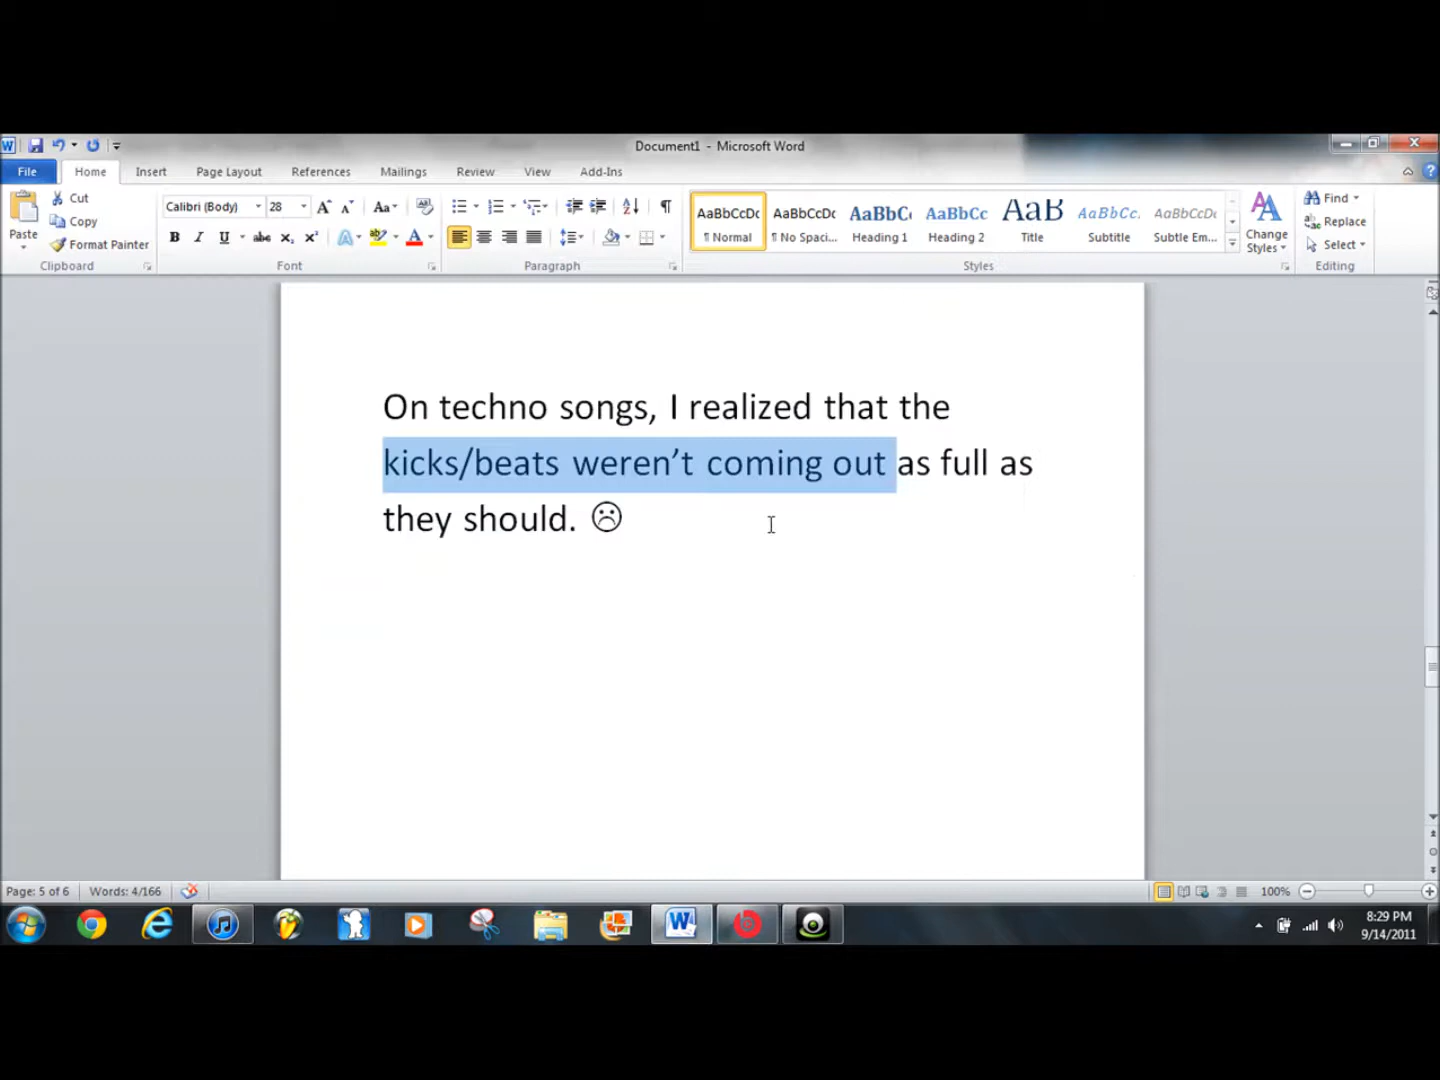 Document1 - Microsoft Word
File Home Insert Page Layout References Mailings Review View Add-Ins
Paste
Cut
Copy
Format Painter
Clipboard
Calibri (Body) 28
Font
Paragraph
AaBbCcDc AaBbCcDc AaBbC AaBbCc AaB AaBbCc. AaBbCcDc
¶ Normal ¶ No Spaci... Heading 1 Heading 2 Title Subtitle Subtle Em...
Change Styles
Styles
Find
Replace
Select
Editing
On techno songs, I realized that the
kicks/beats weren’t coming out as full as
they should. ☹
Page: 5 of 6 Words: 4/166 100%
8:29 PM
9/14/2011